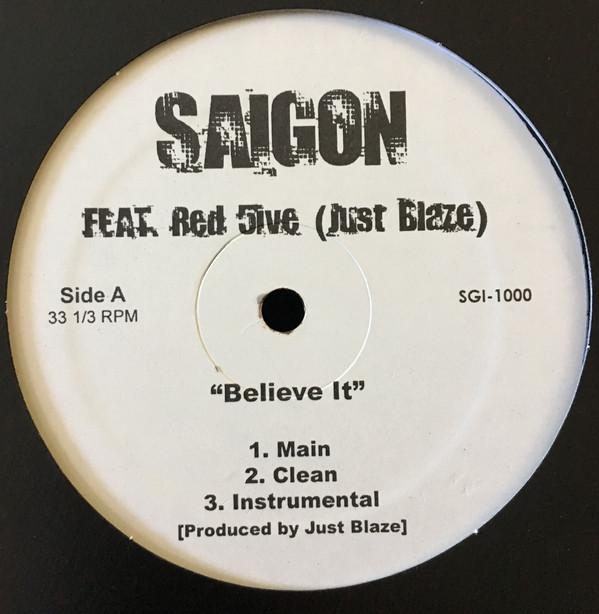 SAIGON
FEAT. Red 5ive (Just Blaze)
Side A
33 1/3 RPM
SGI-1000
“Believe It”
1. Main
2. Clean
3. Instrumental
[Produced by Just Blaze]